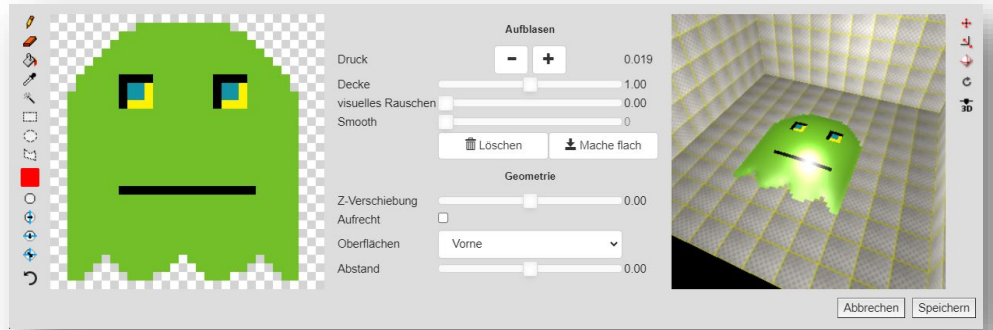 Aufblasen
Druck - + 0.019
Decke 1.00
visuelles Rauschen 0.00
Smooth 0
Löschen Mache flach
Geometrie
Z-Verschiebung 0.00
Aufrecht
Oberflächen Vorne
Abstand 0.00
3D
Abbrechen Speichern